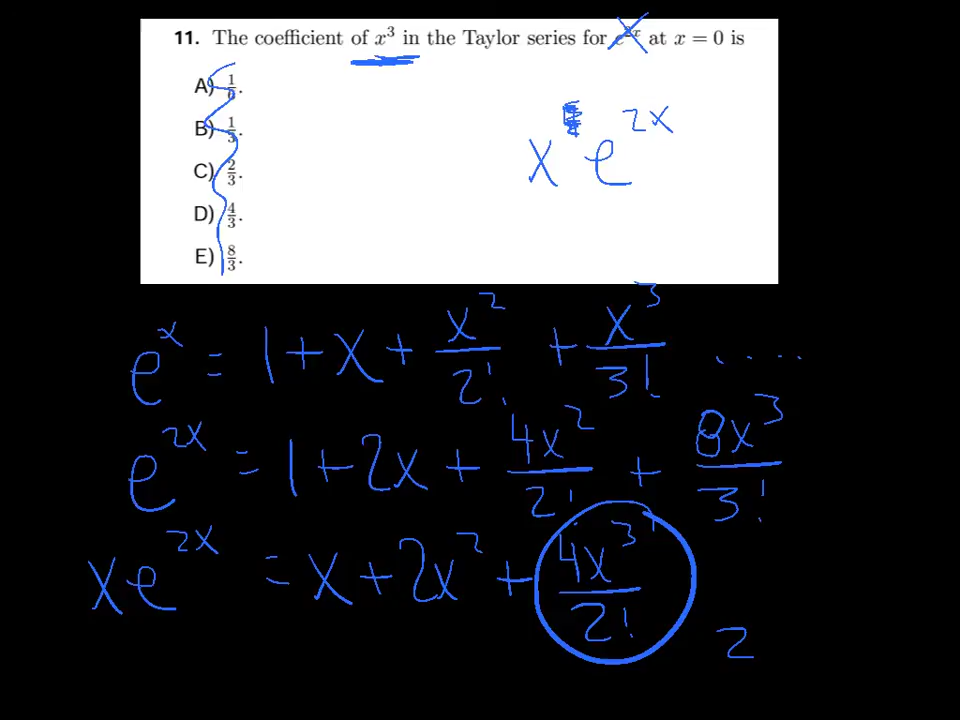 11. The coefficient of x³ in the Taylor series for at x = 0 is
A) 1/6.
B) 1/3.
C) 2/3.
D) 4/3.
E) 8/3.
x e^2x
e^x = 1 + x + x²/2! + x³/3! ....
e^2x = 1 + 2x + 4x²/2! + 8x³/3!
xe^2x = x + 2x² + 4x³/2!
2